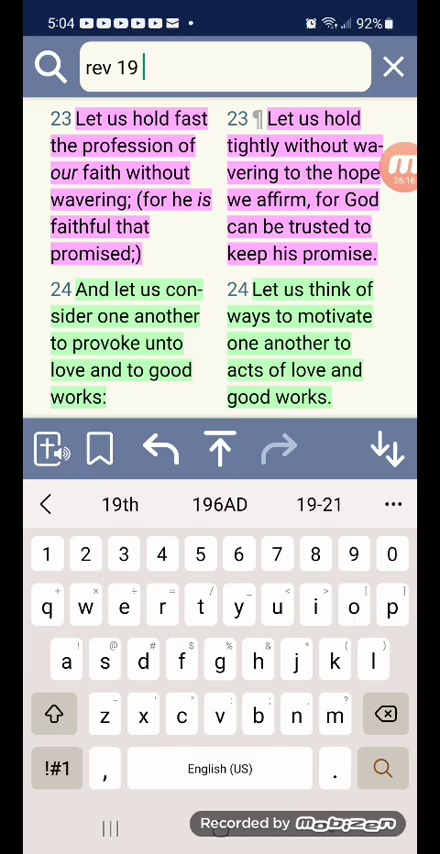 5:04 92%
rev 19
23 Let us hold fast
the profession of
our faith without
wavering; (for he is
faithful that
promised;)
24 And let us con-
sider one another
to provoke unto
love and to good
works:
23 ¶ Let us hold
tightly without wa-
vering to the hope
we affirm, for God
can be trusted to
keep his promise.
24 Let us think of
ways to motivate
one another to
acts of love and
good works.
26:16
19th 196AD 19-21 •••
1 2 3 4 5 6 7 8 9 0
q w e r t y u i o p
a s d f g h j k l
z x c v b n m
!#1 , English (US) .
Recorded by mobizen